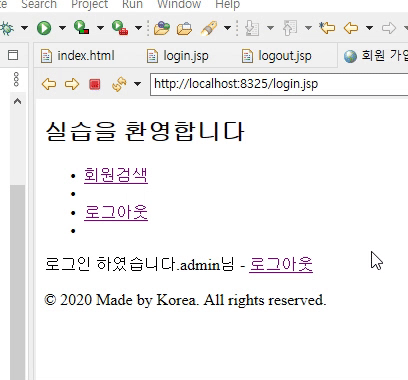 Search Project Run Window Help
index.html login.jsp logout.jsp 회원 가입
http://localhost:8325/login.jsp
실습을 환영합니다
회원검색
로그아웃
로그인 하였습니다.admin님 - 로그아웃
© 2020 Made by Korea. All rights reserved.